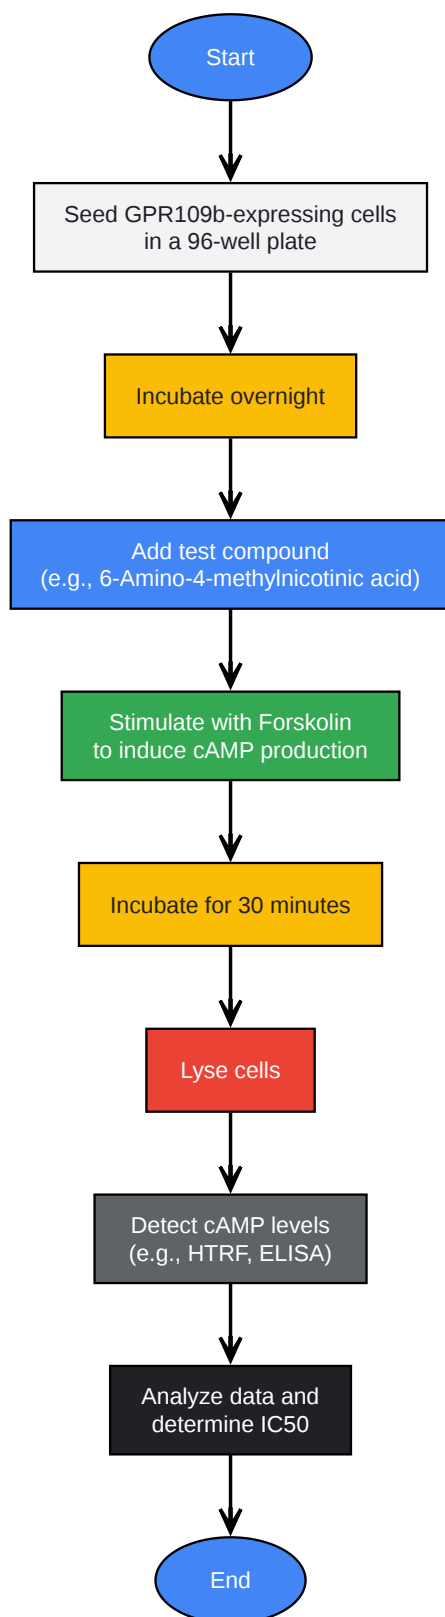 Start
Seed GPR109b-expressing cells
in a 96-well plate
Incubate overnight
Add test compound
(e.g., 6-Amino-4-methylnicotinic acid)
Stimulate with Forskolin
to induce cAMP production
Incubate for 30 minutes
Lyse cells
Detect cAMP levels
(e.g., HTRF, ELISA)
Analyze data and
determine IC50
End